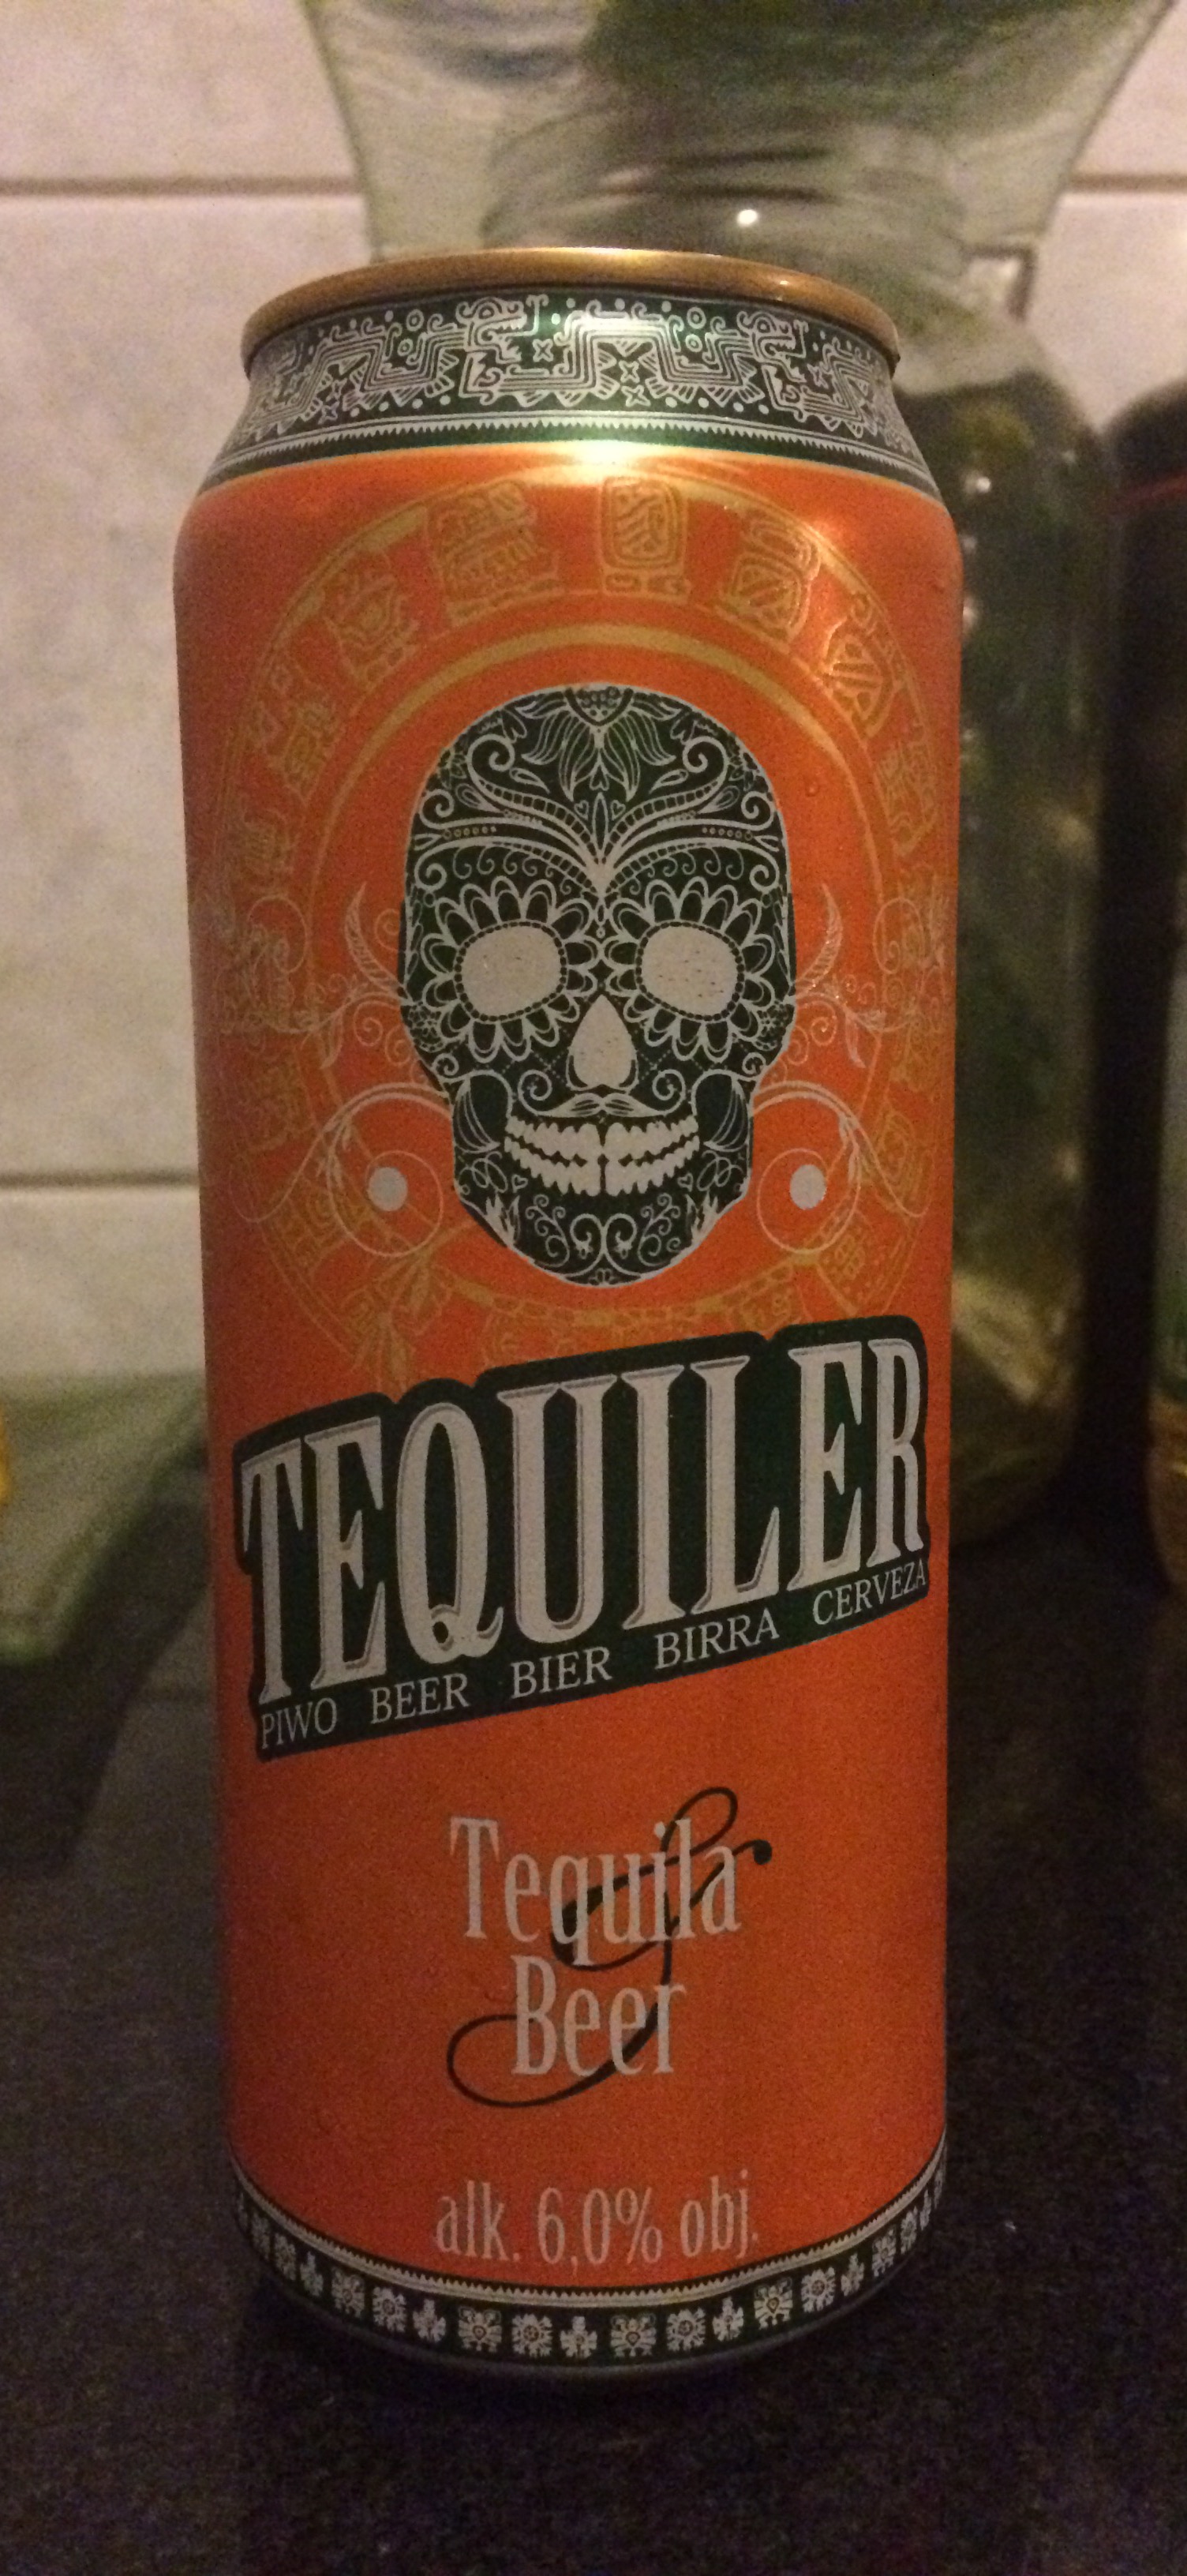 TEQUILER
PIWO BEER BIER BIRRA CERVEZA
Tequila
&
Beer
alk. 6,0% obj.